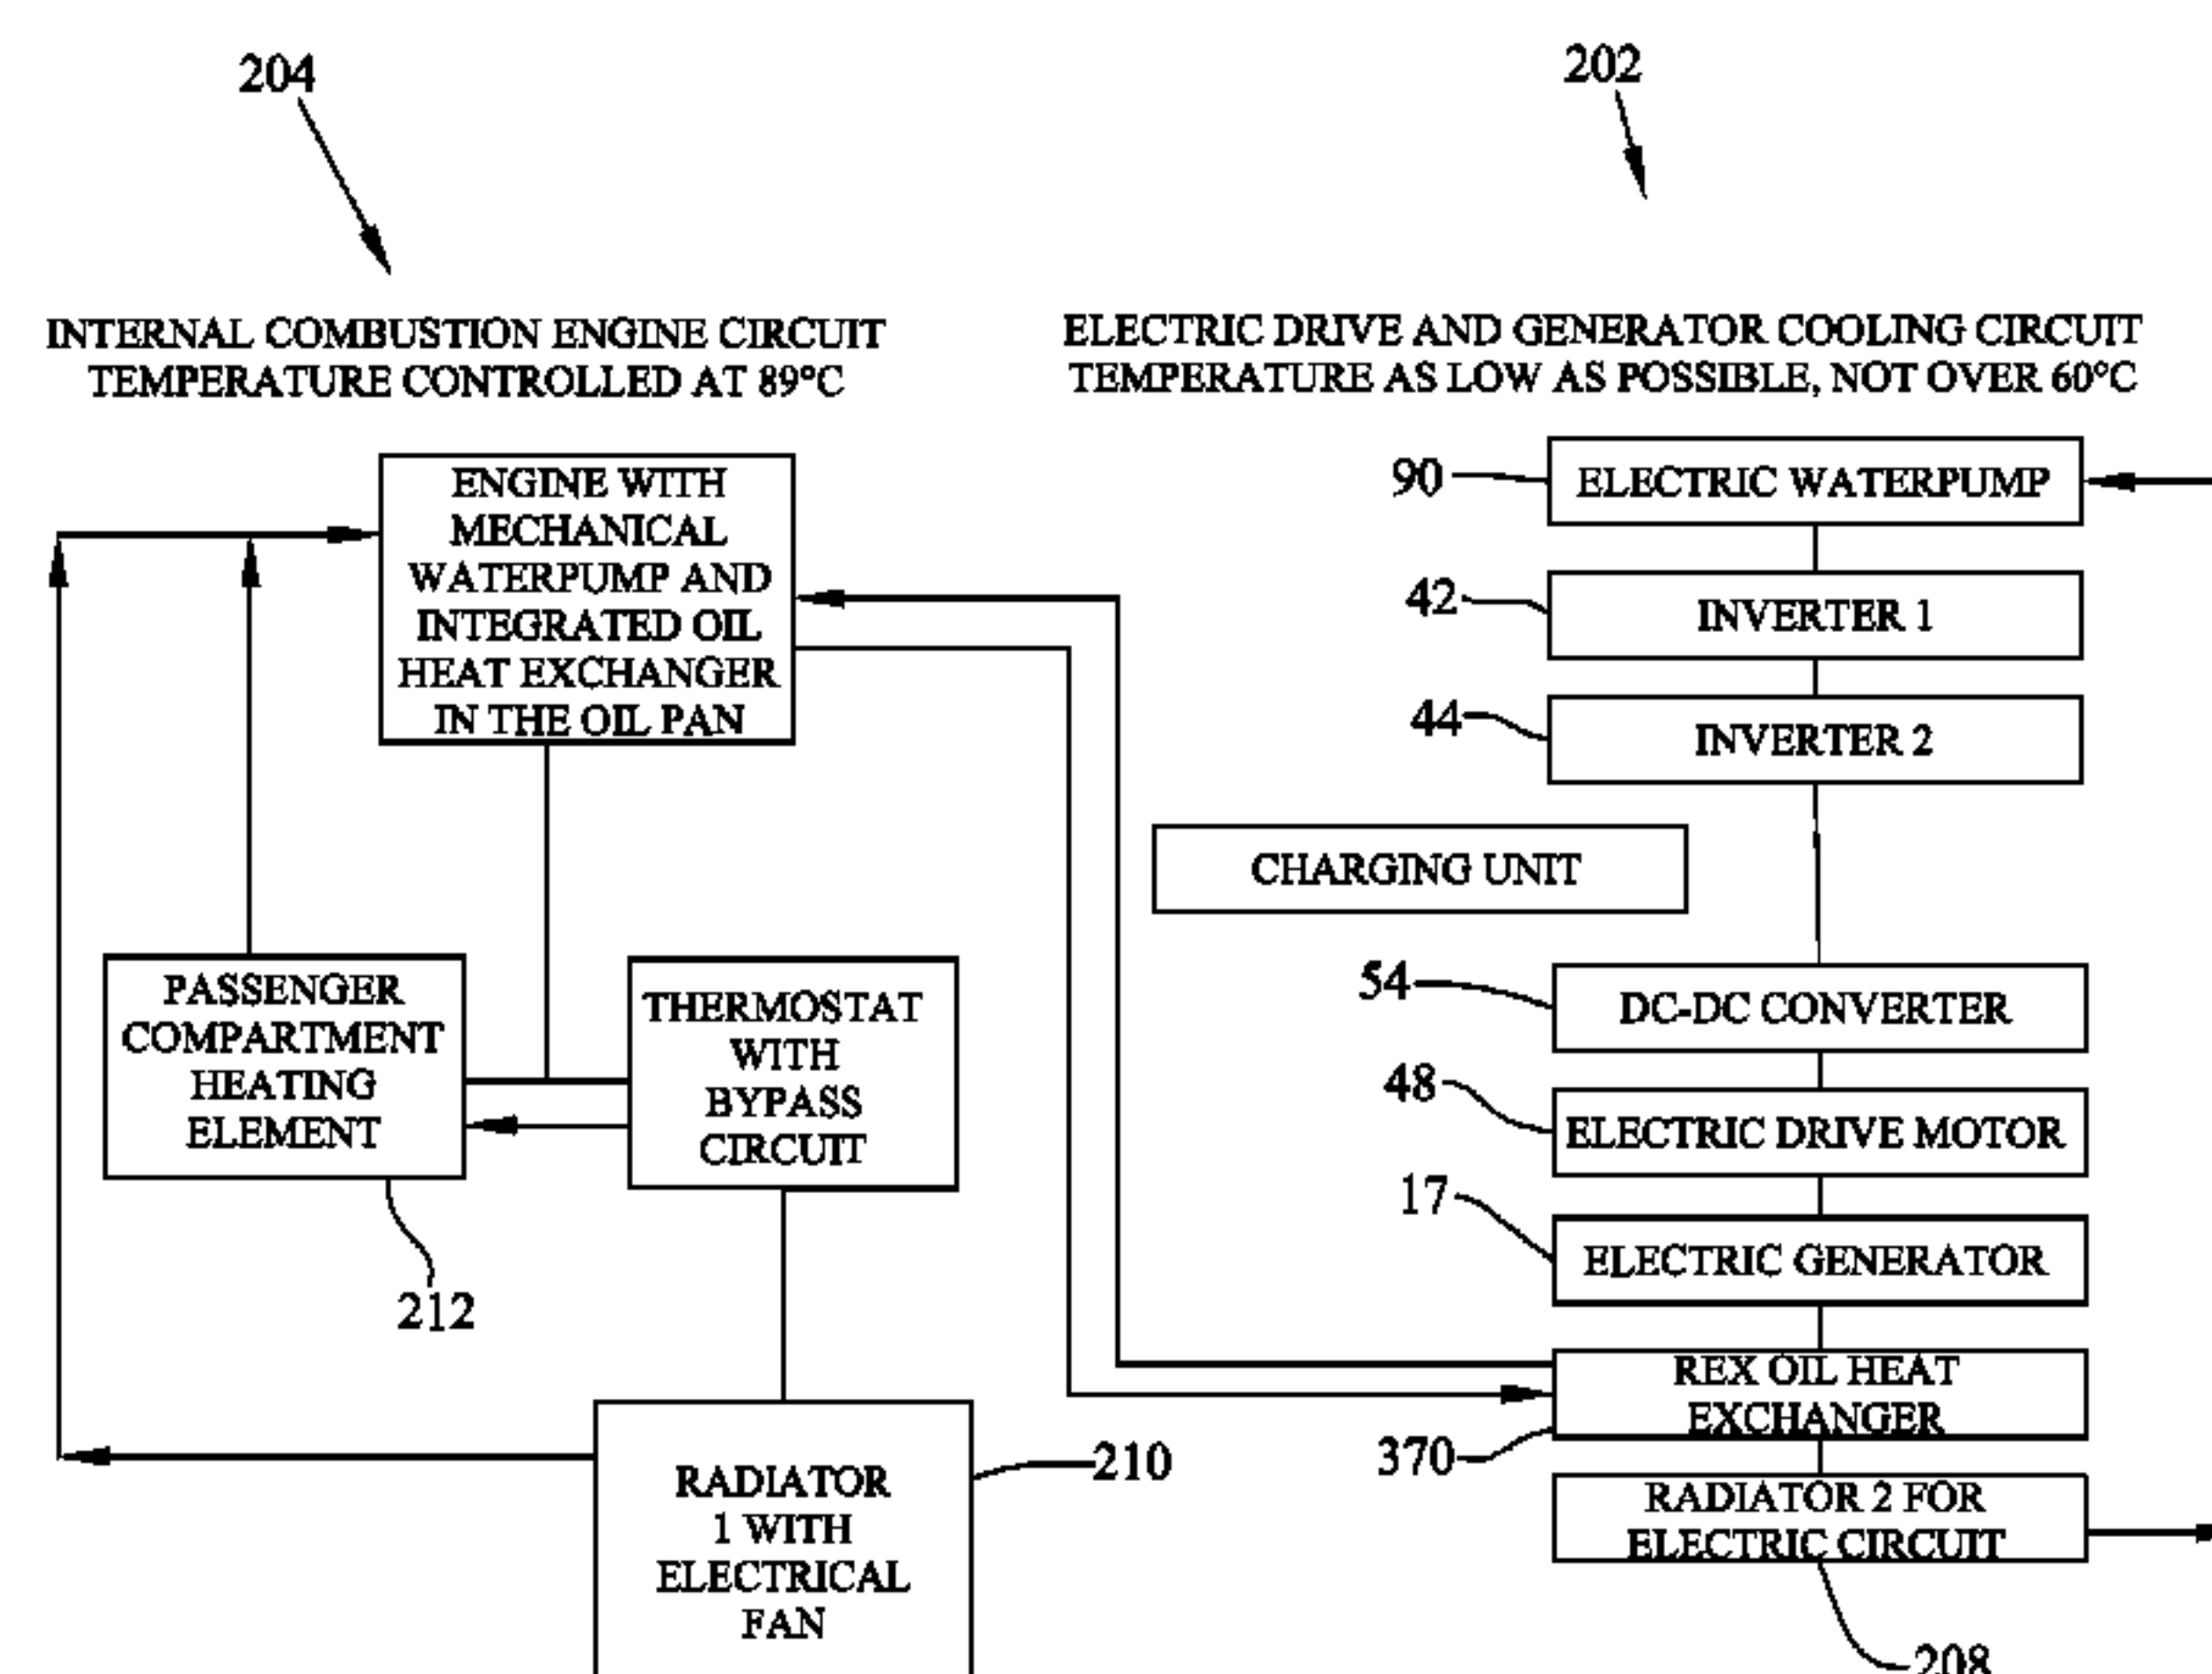 204
202
INTERNAL COMBUSTION ENGINE CIRCUIT
TEMPERATURE CONTROLLED AT 89°C
ELECTRIC DRIVE AND GENERATOR COOLING CIRCUIT
TEMPERATURE AS LOW AS POSSIBLE, NOT OVER 60°C
ENGINE WITH
MECHANICAL
WATERPUMP AND
INTEGRATED OIL
HEAT EXCHANGER
IN THE OIL PAN
PASSENGER
COMPARTMENT
HEATING
ELEMENT
212
THERMOSTAT
WITH
BYPASS
CIRCUIT
RADIATOR
1 WITH
ELECTRICAL
FAN
210
90
ELECTRIC WATERPUMP
42
INVERTER 1
44
INVERTER 2
CHARGING UNIT
54
DC-DC CONVERTER
48
ELECTRIC DRIVE MOTOR
17
ELECTRIC GENERATOR
REX OIL HEAT
EXCHANGER
370
RADIATOR 2 FOR
ELECTRIC CIRCUIT
208